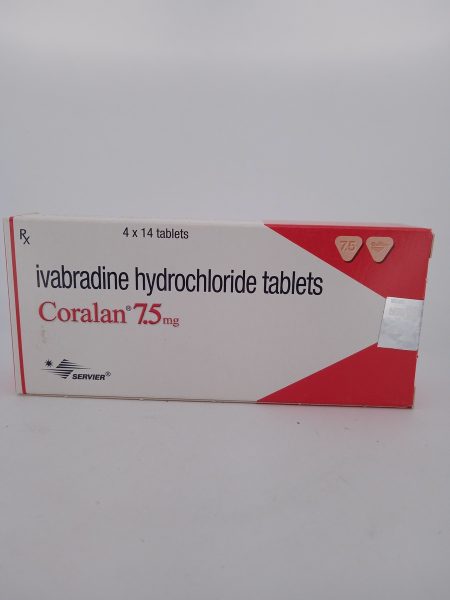 Rx
4 x 14 tablets
7.5
ivabradine hydrochloride tablets
Coralan® 7.5 mg
SERVIER®